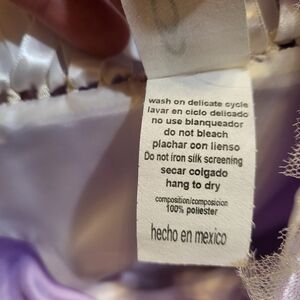 wash on delicate cycle
lavar en ciclo delicado
no use blanqueador
do not bleach
plachar con lienso
Do not iron silk screening
secar colgado
hang to dry
composition/composicion
100% poliester
hecho en mexico